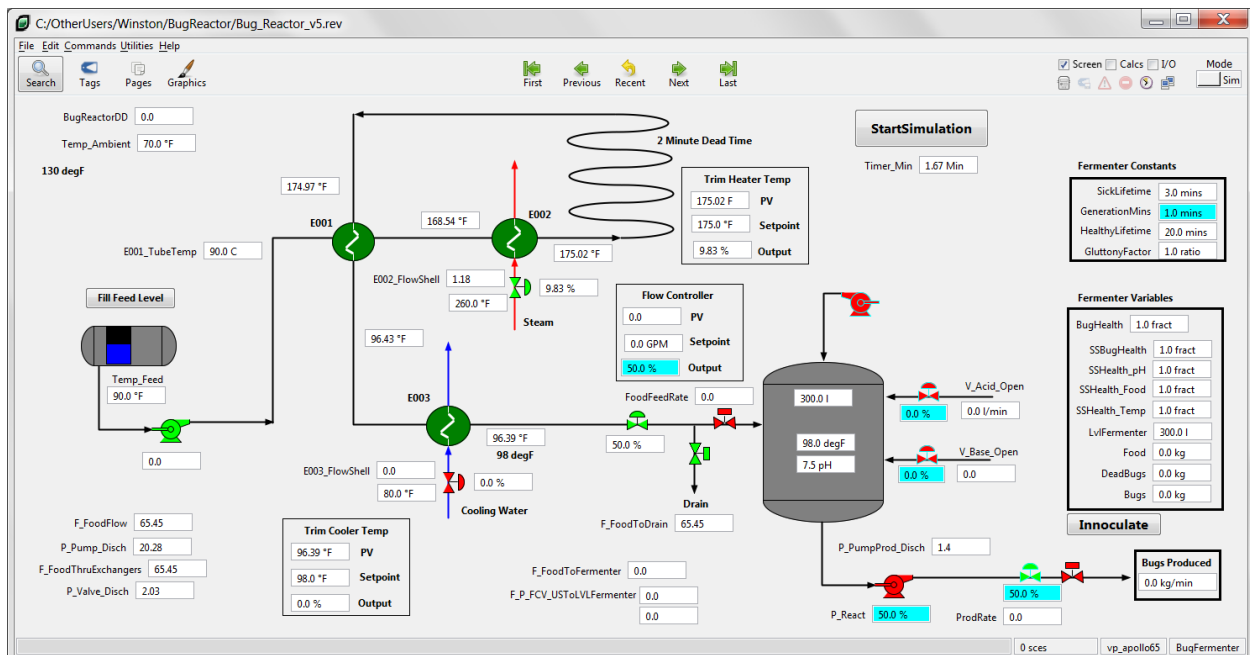 C:/OtherUsers/Winston/BugReactor/Bug_Reactor_v5.rev
File Edit Commands Utilities Help
Search Tags Pages Graphics First Previous Recent Next Last
Screen Calcs I/O Mode
Sim
BugReactorDD 0.0
Temp_Ambient 70.0 °F
130 degF
2 Minute Dead Time
StartSimulation
Timer_Min 1.67 Min
174.97 °F
E001
168.54 °F
E002
175.02 °F
E001_TubeTemp 90.0 C
E002_FlowShell 1.18
260.0 °F
9.83 %
Steam
Trim Heater Temp
175.02 F PV
175.0 °F Setpoint
9.83 % Output
Fermenter Constants
SickLifetime 3.0 mins
GenerationMins 1.0 mins
HealthyLifetime 20.0 mins
GluttonyFactor 1.0 ratio
Fill Feed Level
Temp_Feed
90.0 °F
0.0
96.43 °F
E003
96.39 °F
98 degF
E003_FlowShell 0.0
80.0 °F
0.0 %
Cooling Water
Flow Controller
0.0 PV
0.0 GPM Setpoint
50.0 % Output
FoodFeedRate 0.0
50.0 %
Drain
F_FoodToDrain 65.45
300.0 l
98.0 degF
7.5 pH
V_Acid_Open
0.0 % 0.0 l/min
V_Base_Open
0.0 % 0.0
Fermenter Variables
BugHealth 1.0 fract
SSBugHealth 1.0 fract
SSHealth_pH 1.0 fract
SSHealth_Food 1.0 fract
SSHealth_Temp 1.0 fract
LvlFermenter 300.0 l
Food 0.0 kg
DeadBugs 0.0 kg
Bugs 0.0 kg
Innoculate
F_FoodFlow 65.45
P_Pump_Disch 20.28
F_FoodThruExchangers 65.45
P_Valve_Disch 2.03
Trim Cooler Temp
96.39 °F PV
98.0 °F Setpoint
0.0 % Output
F_FoodToFermenter 0.0
F_P_FCV_USToLVLFermenter 0.0
0.0
P_PumpProd_Disch 1.4
P_React 50.0 %
50.0 %
ProdRate 0.0
Bugs Produced
0.0 kg/min
0 sces vp_apollo65 BugFermenter